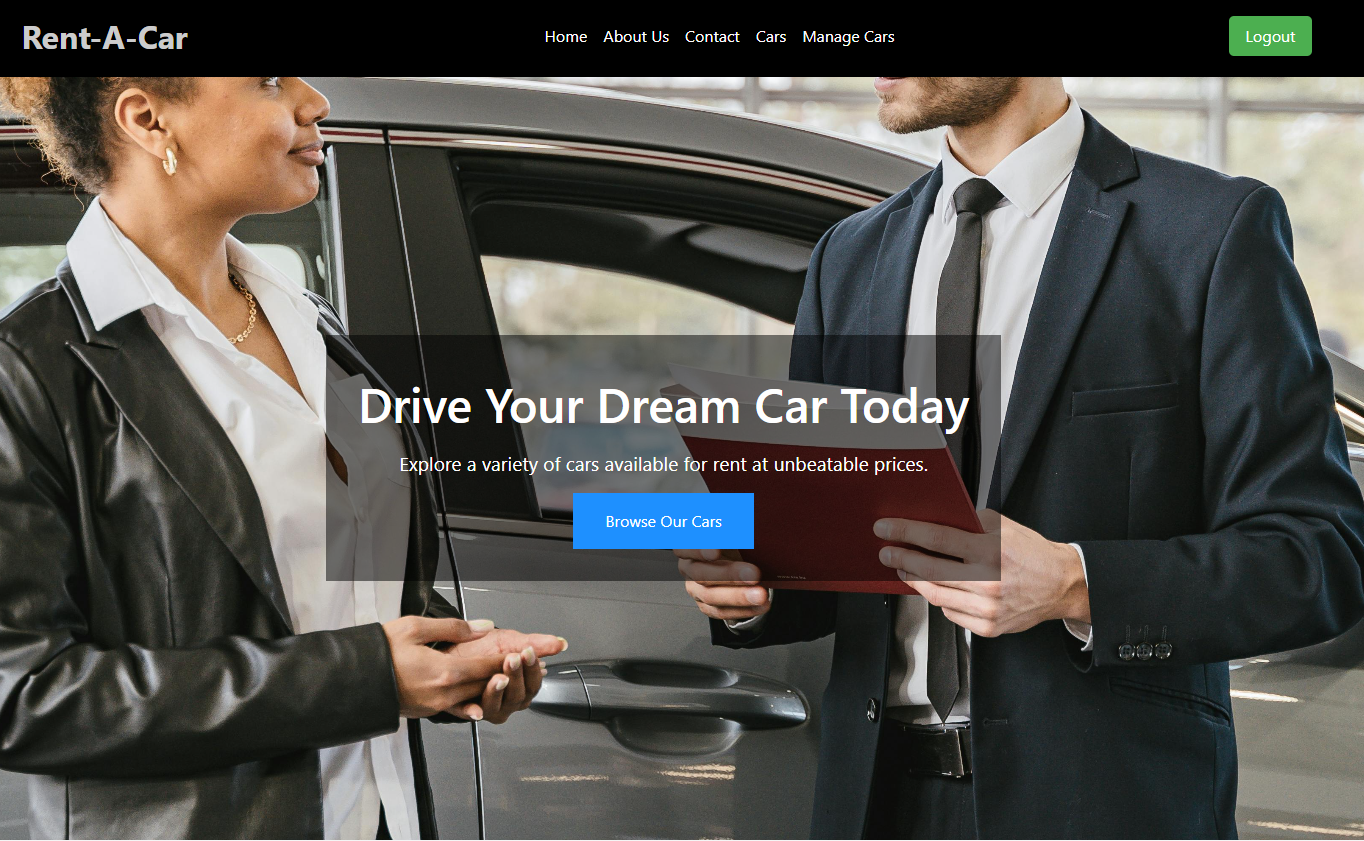 Rent-A-Car
Home About Us Contact Cars Manage Cars
Logout
Drive Your Dream Car Today
Explore a variety of cars available for rent at unbeatable prices.
Browse Our Cars